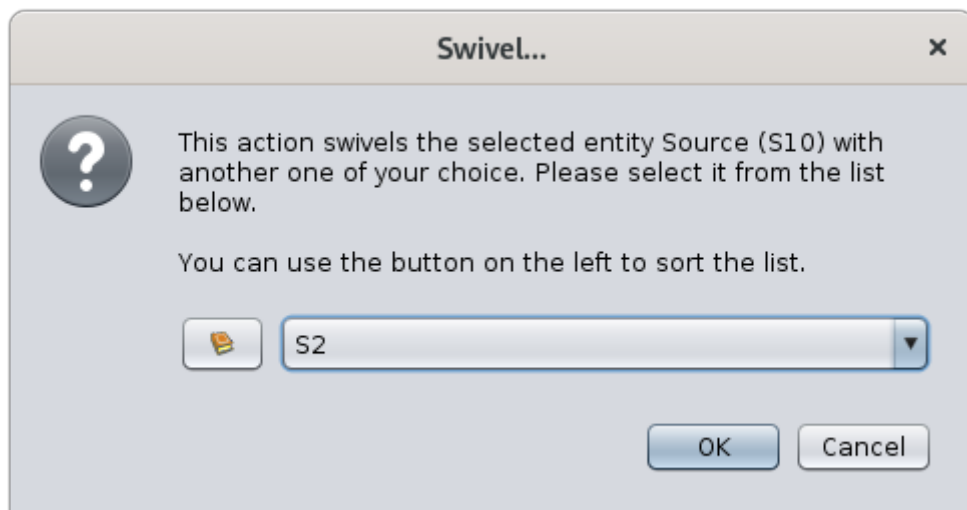 Swivel...
This action swivels the selected entity Source (S10) with
another one of your choice. Please select it from the list
below.
You can use the button on the left to sort the list.
S2
OK
Cancel